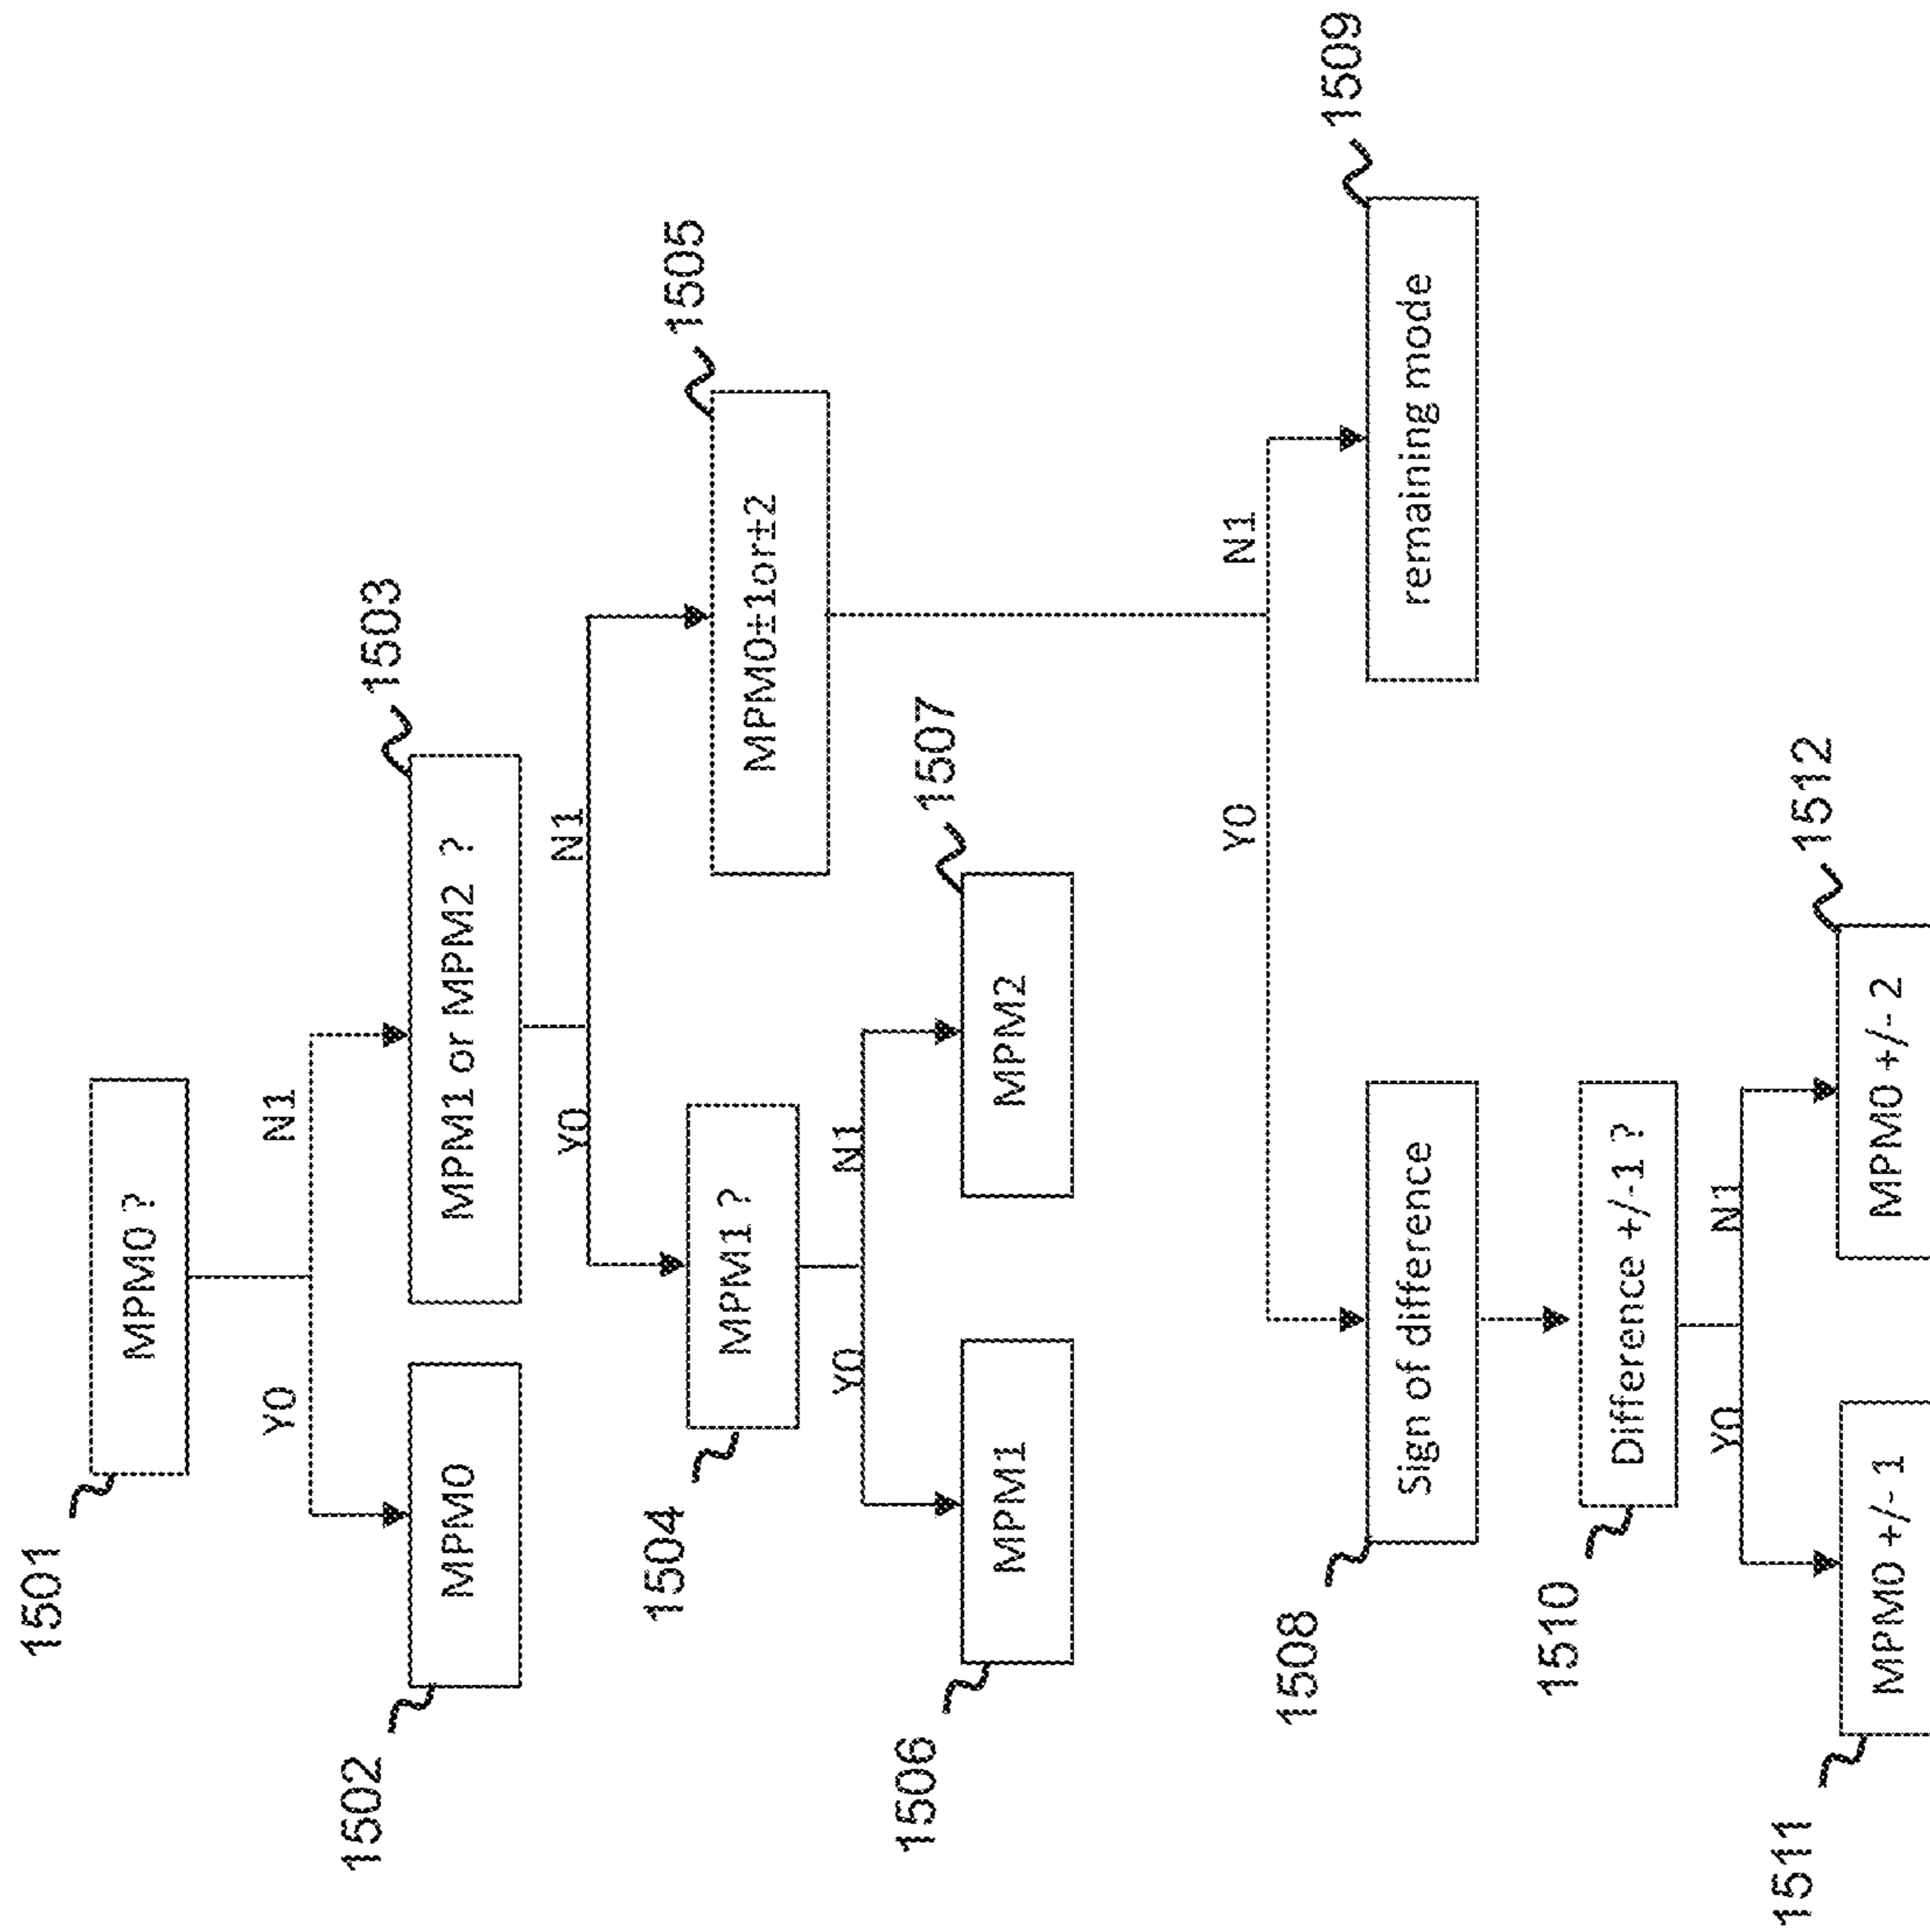 1501
MPM0 ?
Y0
N1
1502
MPM0
MPM1 or MPM2 ?
1503
Y0
N1
1504
MPM1 ?
MPM0±1or±2
1505
Y0
N1
1506
MPM1
MPM2
1507
Y0
N1
1508
Sign of difference
remaining mode
1509
1510
Difference +/-1 ?
Y0
N1
1511
MPM0 +/- 1
MPM0 +/- 2
1512